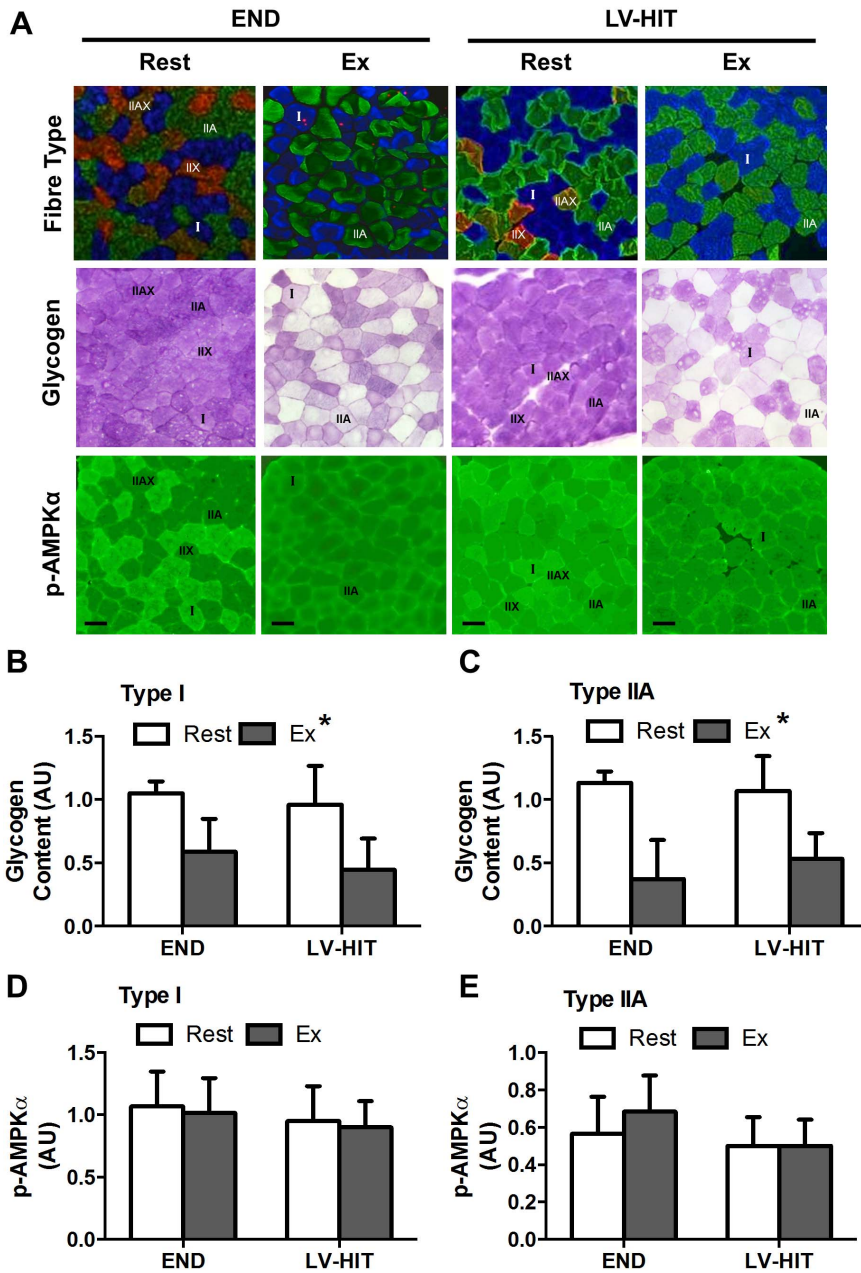 A
END LV-HIT
Rest Ex Rest Ex
Fibre Type
IIAX IIA IIX I
I IIA
I IIAX IIX IIA
I IIA
Glycogen
IIAX IIA IIX I
I IIA
I IIAX IIX IIA
I IIA
p-AMPKα
IIAX IIA IIX I
I IIA
I IIAX IIX IIA
I IIA
B
Type I
Rest Ex*
Glycogen
Content (AU)
1.5
1.0
0.5
0.0
END LV-HIT
C
Type IIA
Rest Ex*
Glycogen
Content (AU)
1.5
1.0
0.5
0.0
END LV-HIT
D
Type I
Rest Ex
p-AMPKα
(AU)
1.5
1.0
0.5
0.0
END LV-HIT
E
Type IIA
Rest Ex
p-AMPKα
(AU)
1.0
0.8
0.6
0.4
0.2
0.0
END LV-HIT